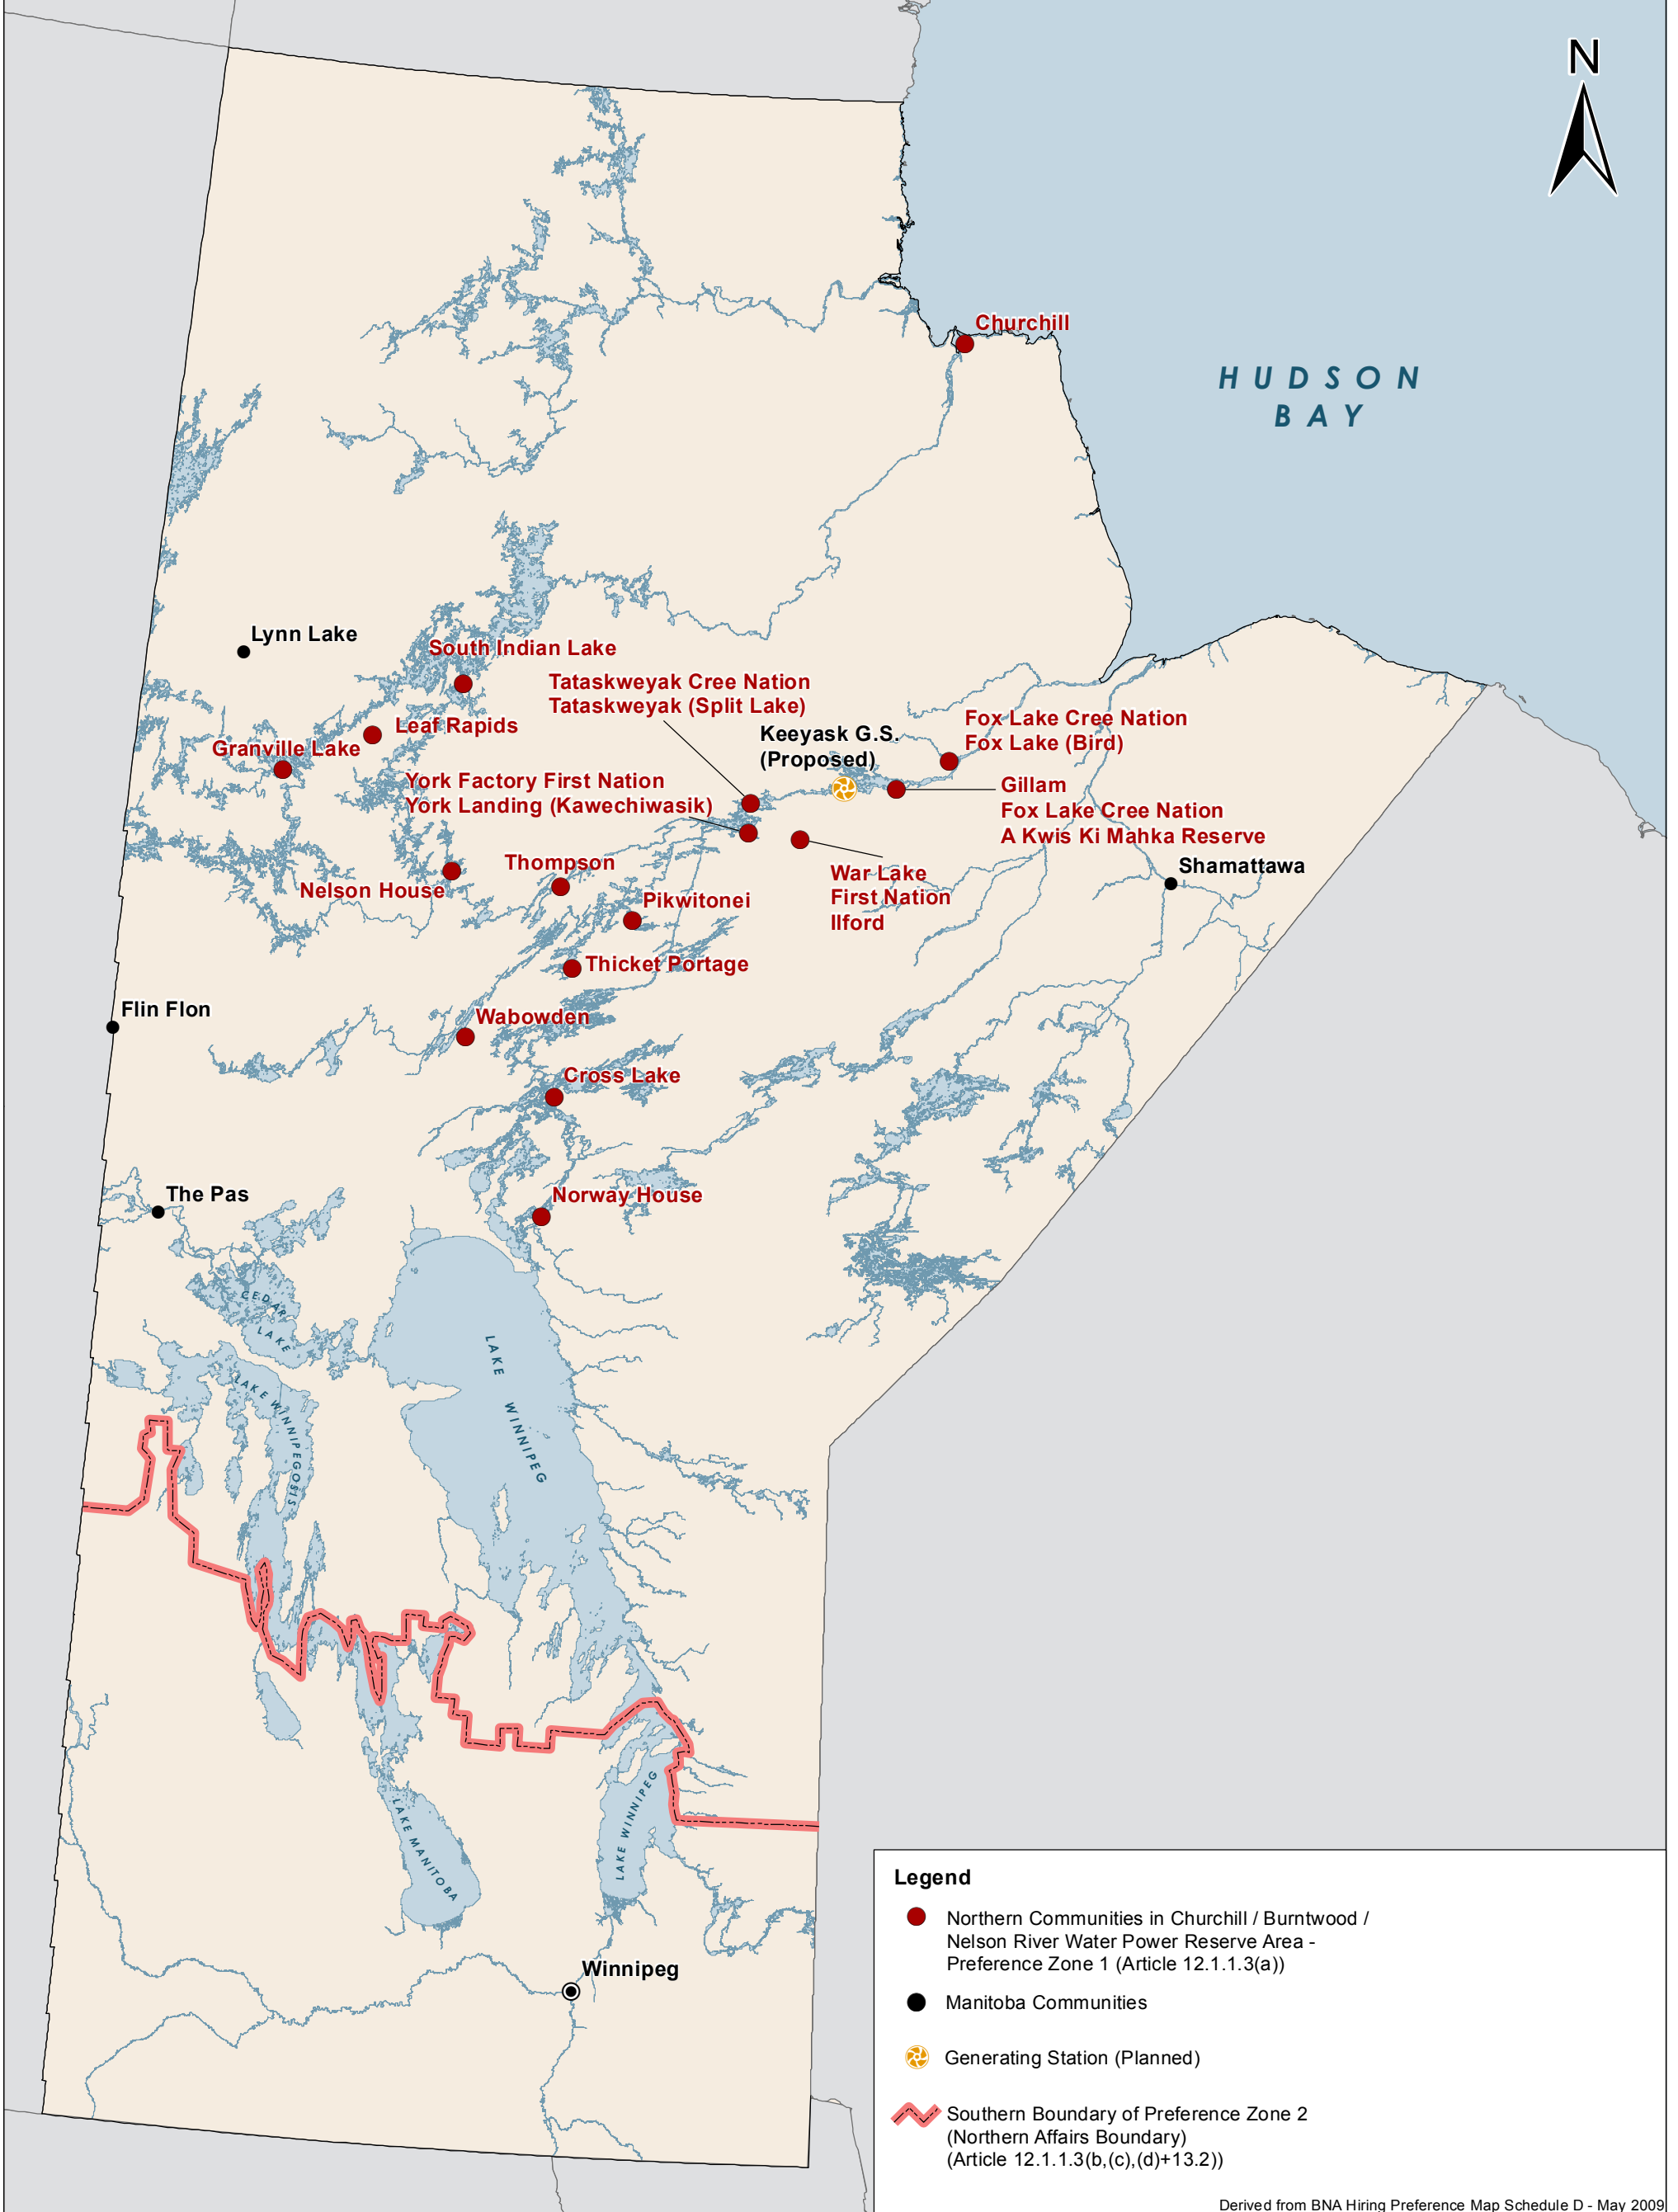 N
Churchill
HUDSON
BAY
Lynn Lake
South Indian Lake
Tataskweyak Cree Nation
Tataskweyak (Split Lake)
Leaf Rapids
Granville Lake
Keeyask G.S.
(Proposed)
Fox Lake Cree Nation
Fox Lake (Bird)
York Factory First Nation
York Landing (Kawechiwasik)
Gillam
Fox Lake Cree Nation
A Kwis Ki Mahka Reserve
Thompson
Nelson House
War Lake
First Nation
Ilford
Shamattawa
Pikwitonei
Thicket Portage
Flin Flon
Wabowden
Cross Lake
The Pas
Norway House
CEDAR
LAKE
LAKE WINNIPEG
LAKE WINNIPEGOSIS
LAKE MANITOBA
LAKE WINNIPEG
Winnipeg
Legend
Northern Communities in Churchill / Burntwood /
Nelson River Water Power Reserve Area -
Preference Zone 1 (Article 12.1.1.3(a))
Manitoba Communities
Generating Station (Planned)
Southern Boundary of Preference Zone 2
(Northern Affairs Boundary)
(Article 12.1.1.3(b,(c),(d)+13.2))
Derived from BNA Hiring Preference Map Schedule D - May 2009